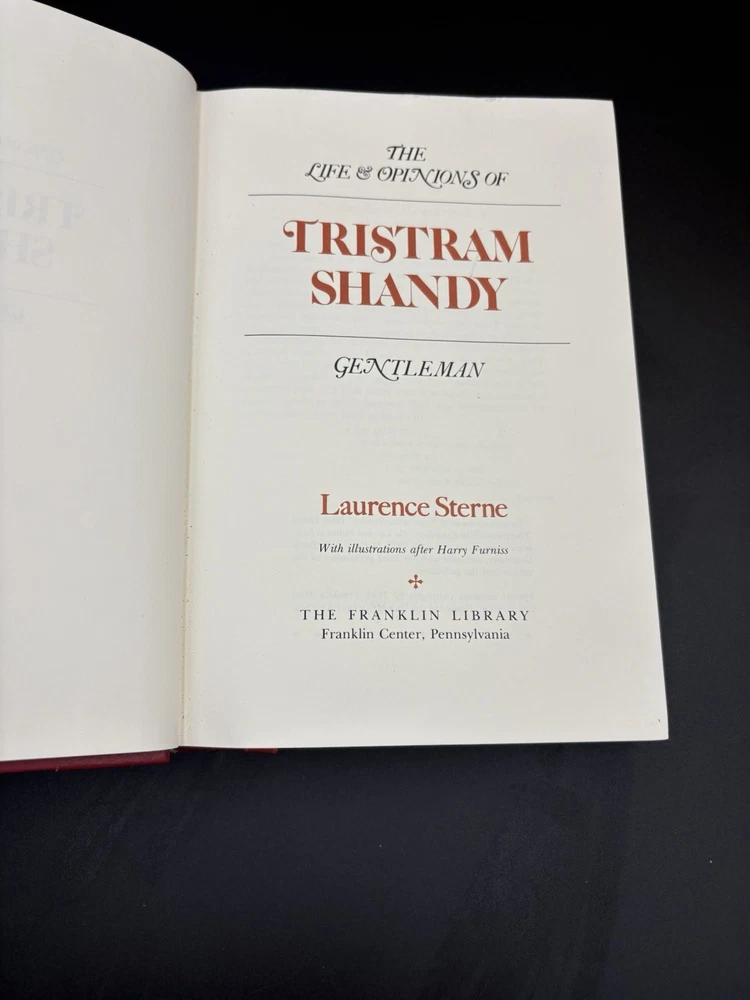 THE
LIFE & OPINIONS OF
TRISTRAM
SHANDY
GENTLEMAN
Laurence Sterne
With illustrations after Harry Furniss
THE FRANKLIN LIBRARY
Franklin Center, Pennsylvania